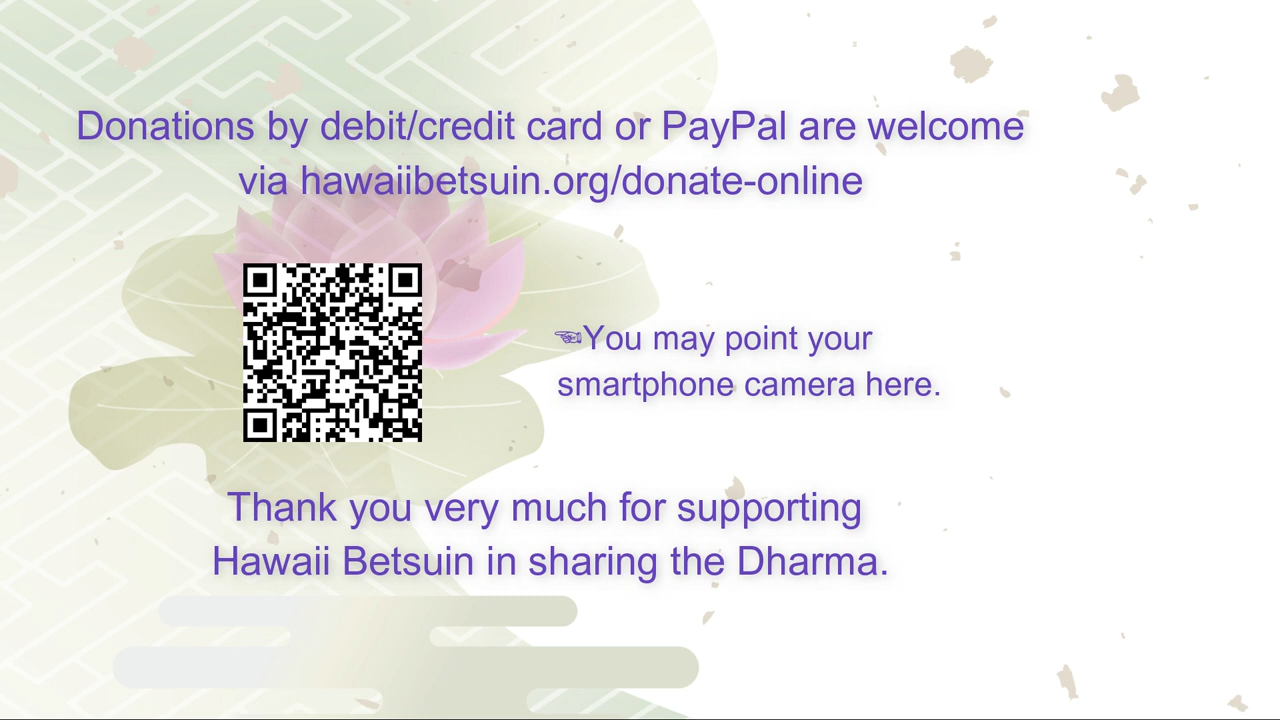 Donations by debit/credit card or PayPal are welcome
via hawaiibetsuin.org/donate-online
☜You may point your
smartphone camera here.
Thank you very much for supporting
Hawaii Betsuin in sharing the Dharma.